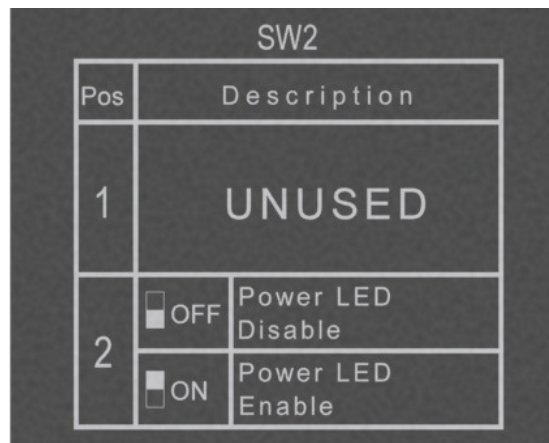 SW2
Pos Description
1 UNUSED
2
OFF Power LED
Disable
ON Power LED
Enable